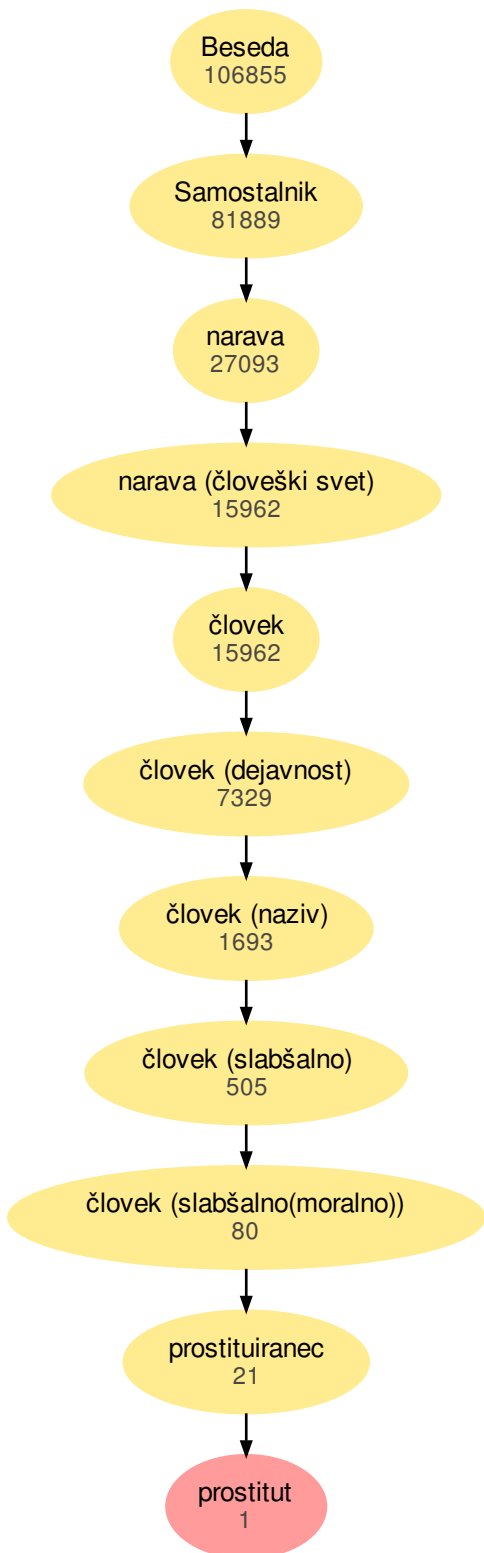 Beseda
106855
Samostalnik
81889
narava
27093
narava (človeški svet)
15962
človek
15962
človek (dejavnost)
7329
človek (naziv)
1693
človek (slabšalno)
505
človek (slabšalno(moralno))
80
prostituiranec
21
prostitut
1